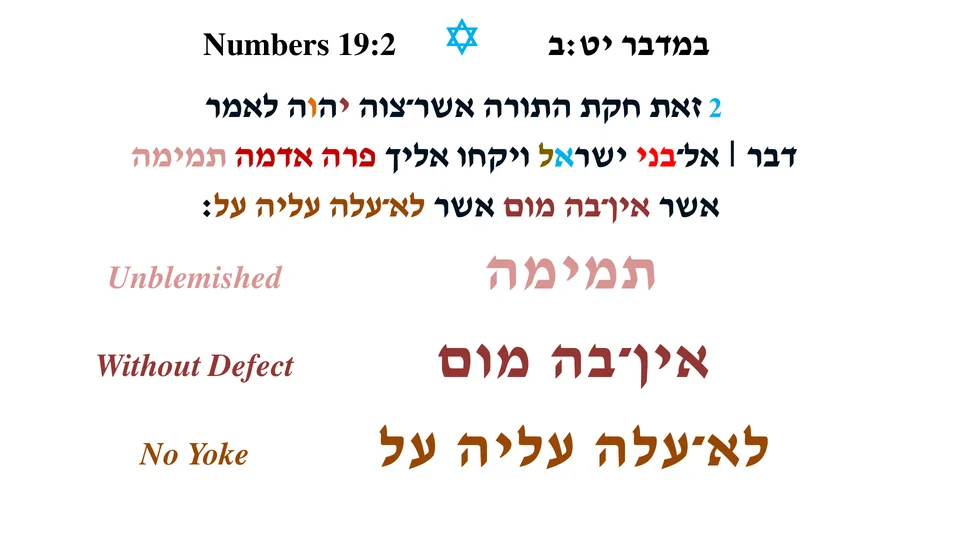 Numbers 19:2 במדבר יט:ב
2 זאת חקת התורה אשר־צוה יהוה לאמר
דבר | אל־בני ישראל ויקחו אליך פרה אדמה תמימה
אשר אין־בה מום אשר לא־עלה עליה על:
Unblemished תמימה
Without Defect אין־בה מום
No Yoke לא־עלה עליה על